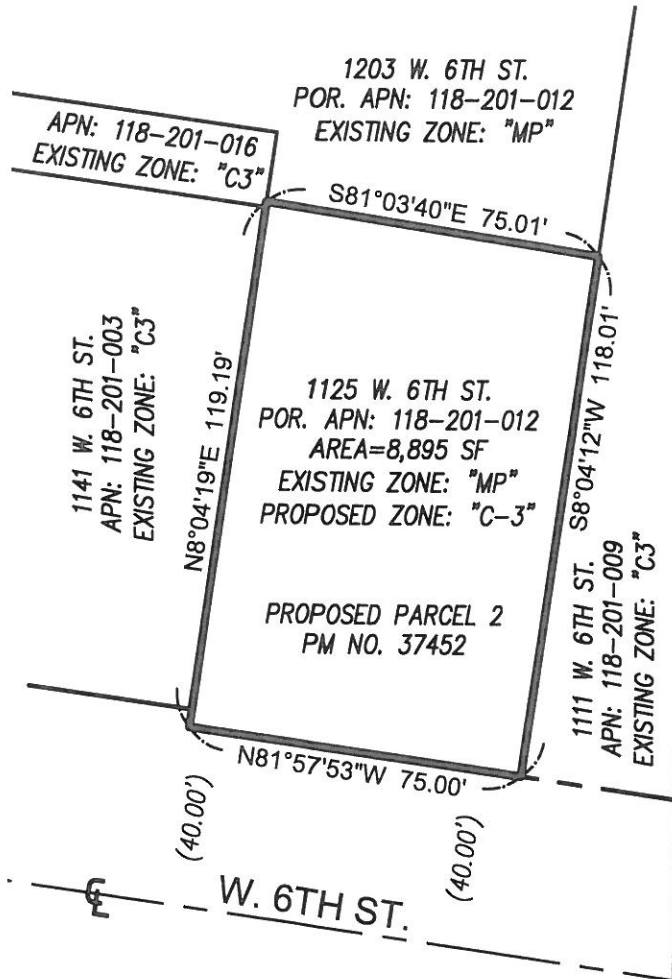 1203 W. 6TH ST.
POR. APN: 118-201-012
EXISTING ZONE: "MP"
APN: 118-201-016
EXISTING ZONE: "C3"
S81°03'40"E 75.01'
1141 W. 6TH ST.
APN: 118-201-003
EXISTING ZONE: "C3"
N8°04'19"E 119.19'
1125 W. 6TH ST.
POR. APN: 118-201-012
AREA=8,895 SF
EXISTING ZONE: "MP"
PROPOSED ZONE: "C-3"
PROPOSED PARCEL 2
PM NO. 37452
S8°04'12"W 118.01'
1111 W. 6TH ST.
APN: 118-201-009
EXISTING ZONE: "C3"
N81°57'53"W 75.00'
(40.00')
(40.00')
℄
W. 6TH ST.